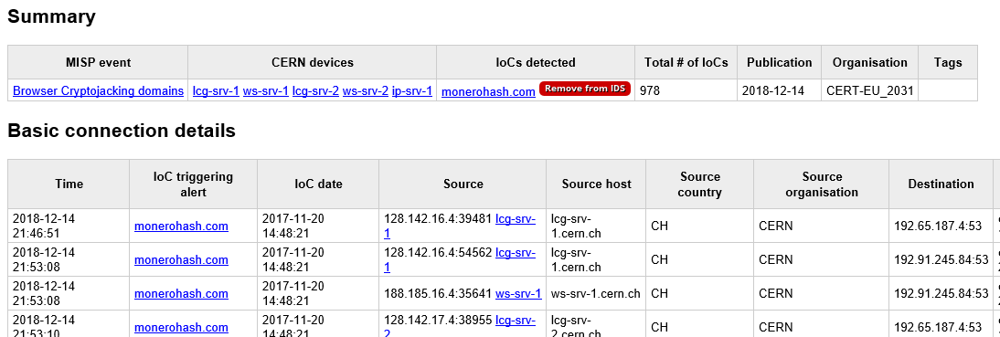 Summary
MISP event CERN devices IoCs detected Total # of IoCs Publication Organisation Tags
Browser Cryptojacking domains lcg-srv-1 ws-srv-1 lcg-srv-2 ws-srv-2 ip-srv-1 monerohash.com Remove from IDS 978 2018-12-14 CERT-EU_2031
Basic connection details
Time IoC triggering alert IoC date Source Source host Source country Source organisation Destination
2018-12-14 21:46:51 monerohash.com 2017-11-20 14:48:21 128.142.16.4:39481 lcg-srv-1 lcg-srv-1.cern.ch CH CERN 192.65.187.4:53
2018-12-14 21:53:08 monerohash.com 2017-11-20 14:48:21 128.142.16.4:54562 lcg-srv-1 lcg-srv-1.cern.ch CH CERN 192.91.245.84:53
2018-12-14 21:53:08 monerohash.com 2017-11-20 14:48:21 188.185.16.4:35641 ws-srv-1 ws-srv-1.cern.ch CH CERN 192.91.245.84:53
2018-12-14 21:53:10 monerohash.com 2017-11-20 14:48:21 128.142.17.4:38955 lcg-srv-2 lcg-srv-2.cern.ch CH CERN 192.65.187.4:53